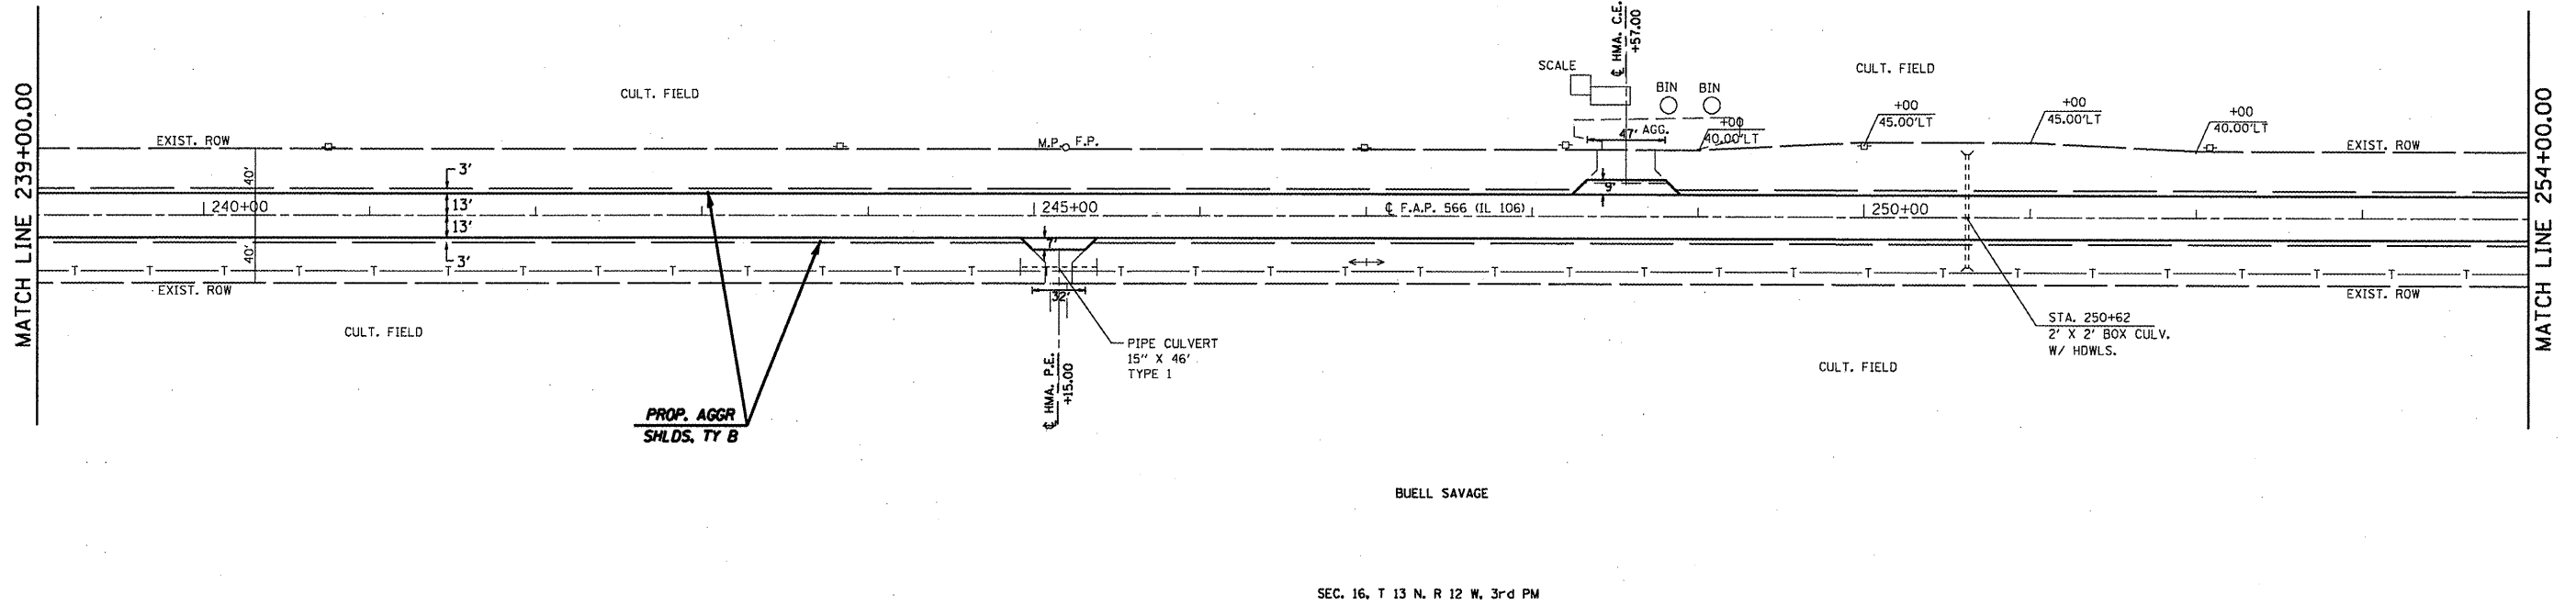 MATCH LINE 239+00.00
CULT. FIELD
EXIST. ROW
40'
3'
13'
240+00
13'
3'
40'
EXIST. ROW
CULT. FIELD
PROP. AGGR
SHLDS. TY B
M.P. F.P.
245+00
7'
32'
PIPE CULVERT
15" X 46'
TYPE 1
℄ HMA. P.E.
+15.00
℄ F.A.P. 566 (IL 106)
SCALE
℄ HMA. C.E.
+57.00
BIN
BIN
47'
AGG.
9'
+00
40.00'LT
CULT. FIELD
+00
45.00'LT
+00
45.00'LT
+00
40.00'LT
EXIST. ROW
250+00
T T T T T T T T T T T T T T T T T T T T T T T T T T T T T T T T T
EXIST. ROW
STA. 250+62
2' X 2' BOX CULV.
W/ HDWLS.
CULT. FIELD
MATCH LINE 254+00.00
BUELL SAVAGE
SEC. 16, T 13 N. R 12 W, 3rd PM